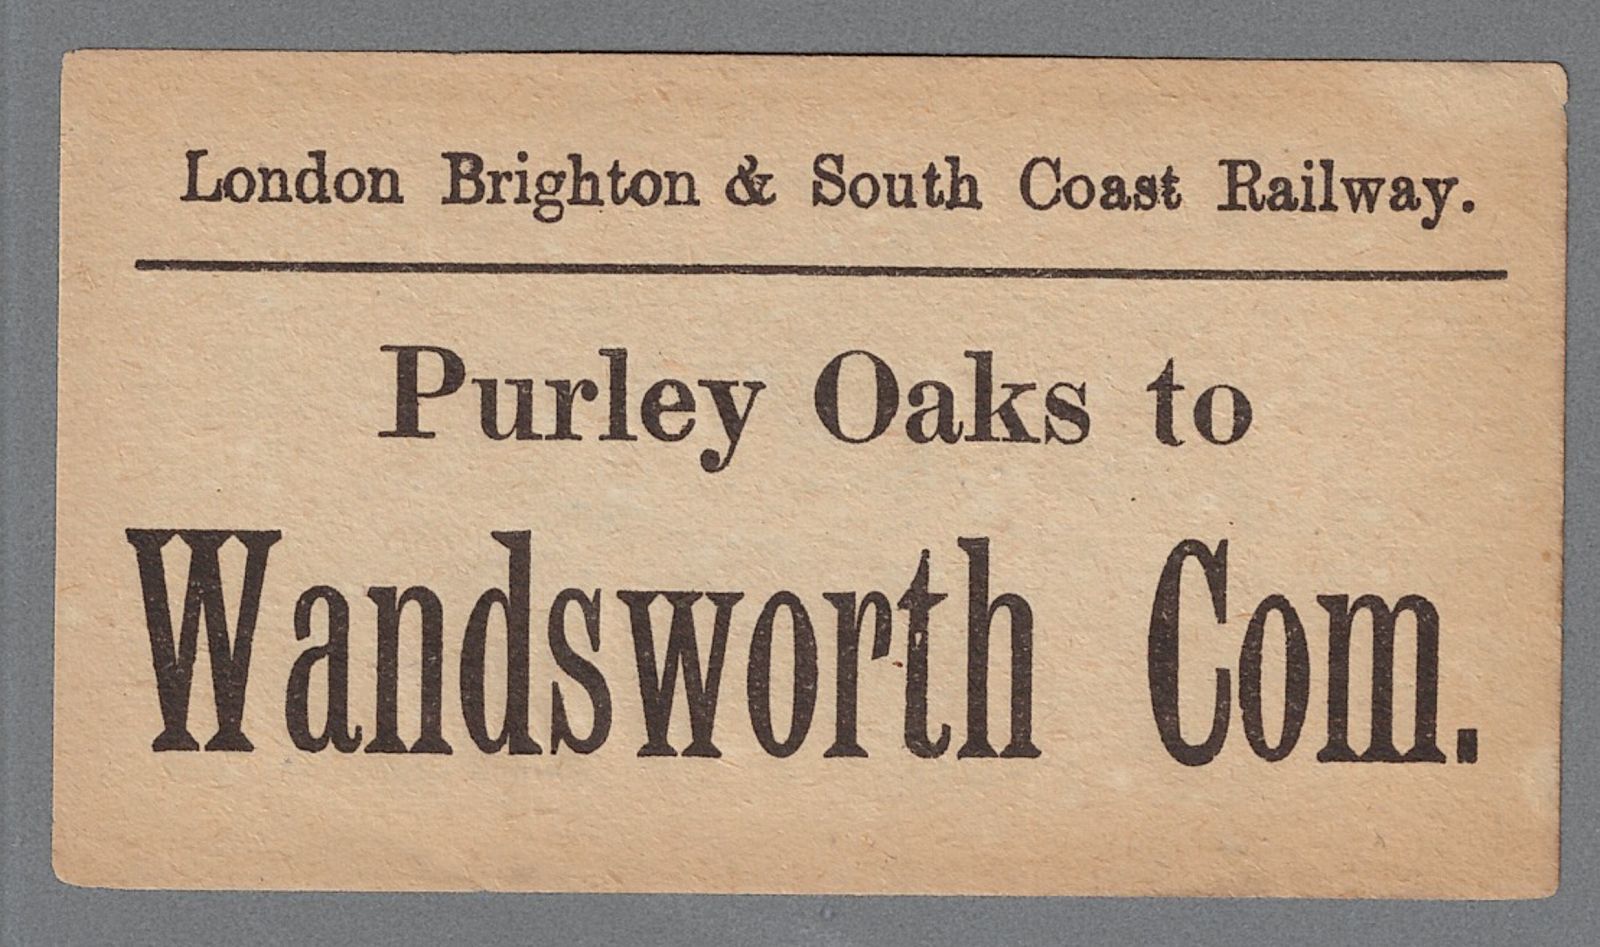 London Brighton & South Coast Railway.
Purley Oaks to
Wandsworth Com.